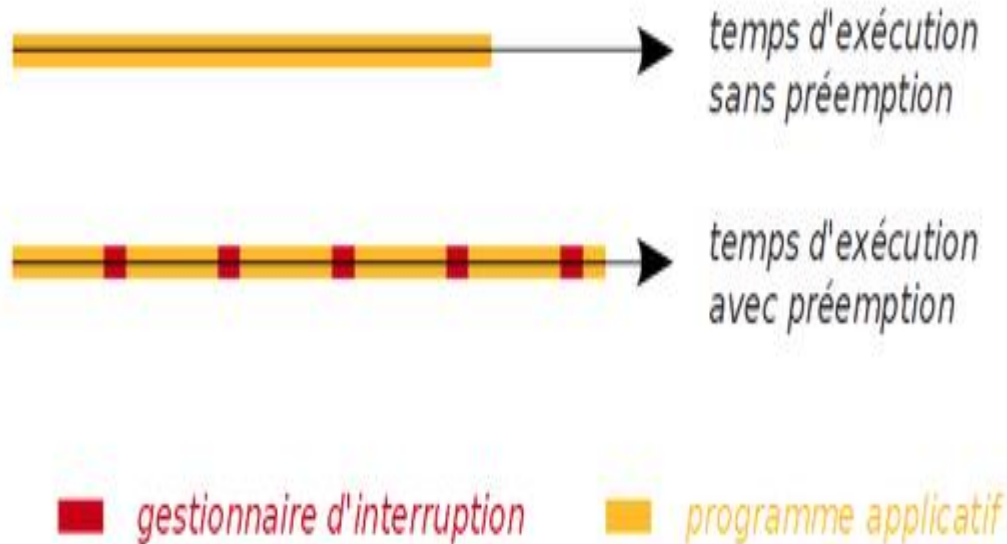 temps d'exécution
sans préemption
temps d'exécution
avec préemption
gestionnaire d'interruption
programme applicatif